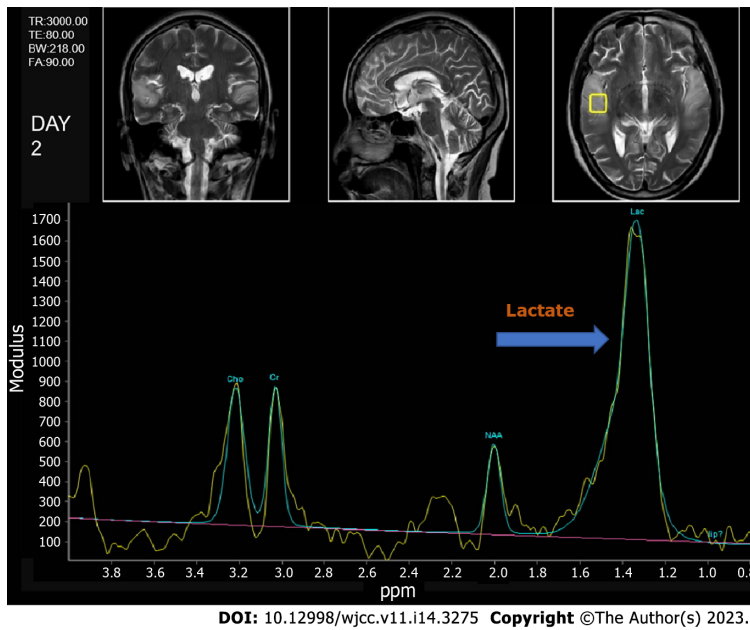 TR:3000.00
TE:80.00
BW:218.00
FA:90.00
DAY
2
1700
1600
1500
1400
1300
1200
1100
1000
900
800
700
600
500
400
300
200
100
Modulus
Cho
Cr
NAA
Lactate
Lac
lip?
3.8 3.6 3.4 3.2 3.0 2.8 2.6 2.4 2.2 2.0 1.8 1.6 1.4 1.2 1.0 0.8
ppm
DOI: 10.12998/wjcc.v11.i14.3275 Copyright ©The Author(s) 2023.